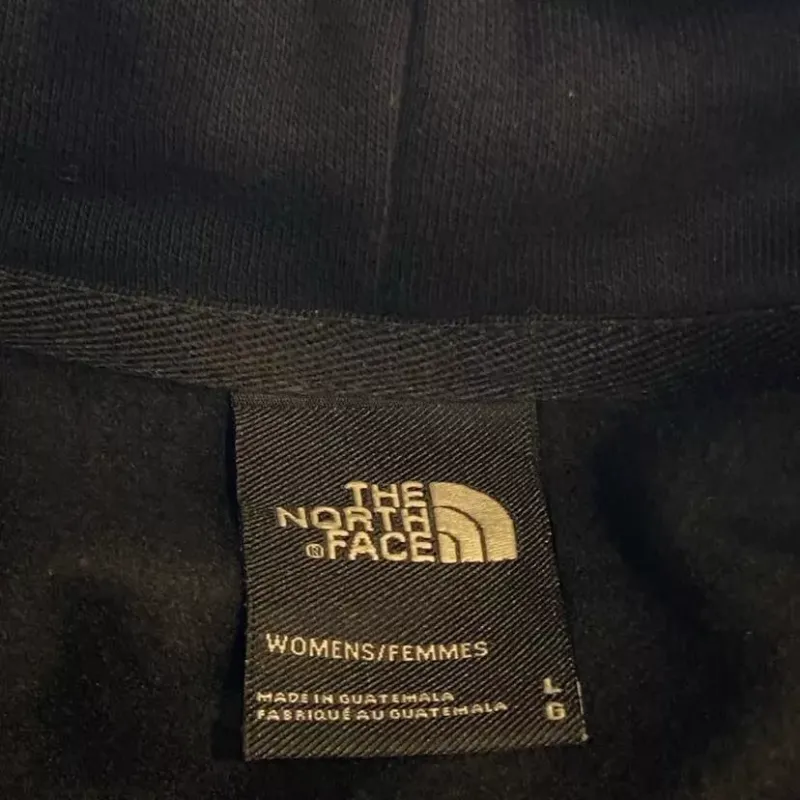 THE
NORTH
® FACE
WOMENS/FEMMES
MADE IN GUATEMALA
FABRIQUÉ AU GUATEMALA
L
G